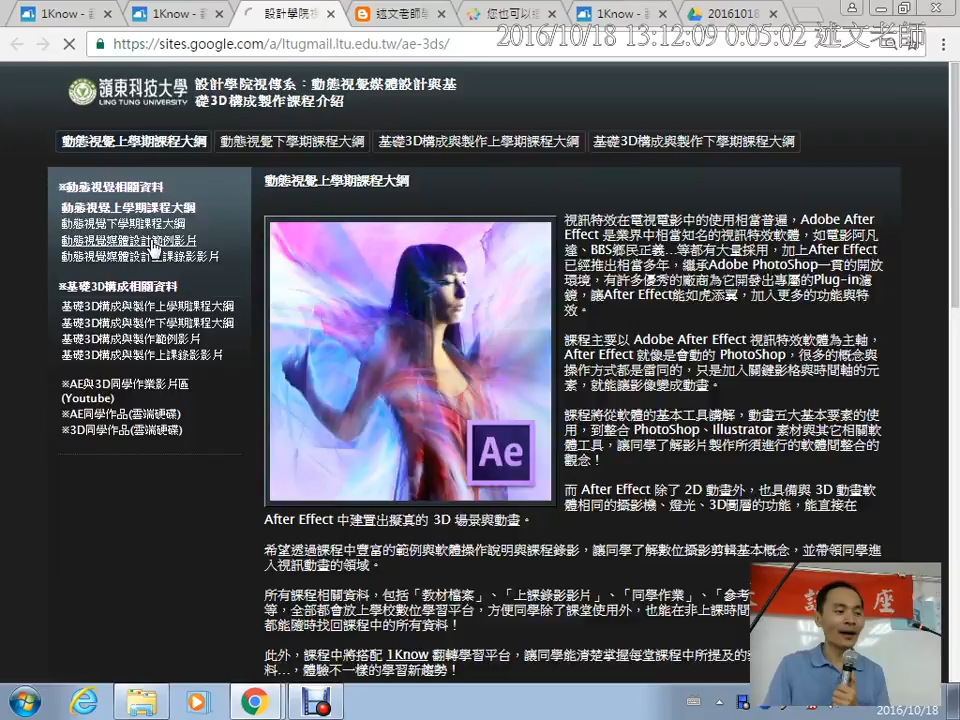 1Know -
1Know -
設計學院視
述文老師
您也可以
1Know -
20161018
https://sites.google.com/a/ltugmail.ltu.edu.tw/ae-3ds/
2016/10/18 13:12:09 0:05:02 述文老師
嶺東科技大學
LING TUNG UNIVERSITY
設計學院視傳系：動態視覺媒體設計與基
礎3D構成製作課程介紹
動態視覺上學期課程大綱
動態視覺下學期課程大綱
基礎3D構成與製作上學期課程大綱
基礎3D構成與製作下學期課程大綱
※動態視覺相關資料
動態視覺上學期課程大綱
動態視覺下學期課程大綱
動態視覺媒體設計範例影片
動態視覺媒體設計上課錄影影片
※基礎3D構成相關資料
基礎3D構成與製作上學期課程大綱
基礎3D構成與製作下學期課程大綱
基礎3D構成與製作範例影片
基礎3D構成與製作上課錄影影片
※AE與3D同學作業影片區
(Youtube)
※AE同學作品(雲端硬碟)
※3D同學作品(雲端硬碟)
動態視覺上學期課程大綱
Ae
視訊特效在電視電影中的使用相當普遍，Adobe After
Effect 是業界中相當知名的視訊特效軟體，如電影阿凡
達、BBS鄉民正義...等都有大量採用，加上After Effect
已經推出相當多年，繼承Adobe PhotoShop一貫的開放
環境，有許多優秀的廠商為它開發出專屬的Plug-in濾
鏡，讓After Effect能如虎添翼，加入更多的功能與特
效。
課程主要以 Adobe After Effect 視訊特效軟體為主軸，
After Effect 就像是會動的 PhotoShop，很多的概念與
操作方式都是雷同的，只是加入關鍵影格與時間軸的元
素，就能讓影像變成動畫。
課程將從軟體的基本工具講解，動畫五大基本要素的使
用，到整合 PhotoShop、Illustrator 素材與其它相關軟
體工具，讓同學了解影片製作所須進行的軟體間整合的
觀念！
而 After Effect 除了 2D 動畫外，也具備與 3D 動畫軟
體相同的攝影機、燈光、3D圖層的功能，能直接在
After Effect 中建置出擬真的 3D 場景與動畫。
希望透過課程中豐富的範例與軟體操作說明與課程錄影，讓同學了解數位攝影剪輯基本概念，並帶領同學進
入視訊動畫的領域。
所有課程相關資料，包括「教材檔案」、「上課錄影影片」、「同學作業」、「參考
等，全部都會放上學校數位學習平台，方便同學除了課堂使用外，也能在非上課時間
都能隨時找回課程中的所有資料！
此外，課程中將搭配 1Know 翻轉學習平台，讓同學能清楚掌握每堂課程中所提及的
料...，體驗不一樣的學習新趨勢！
座
2016/10/18